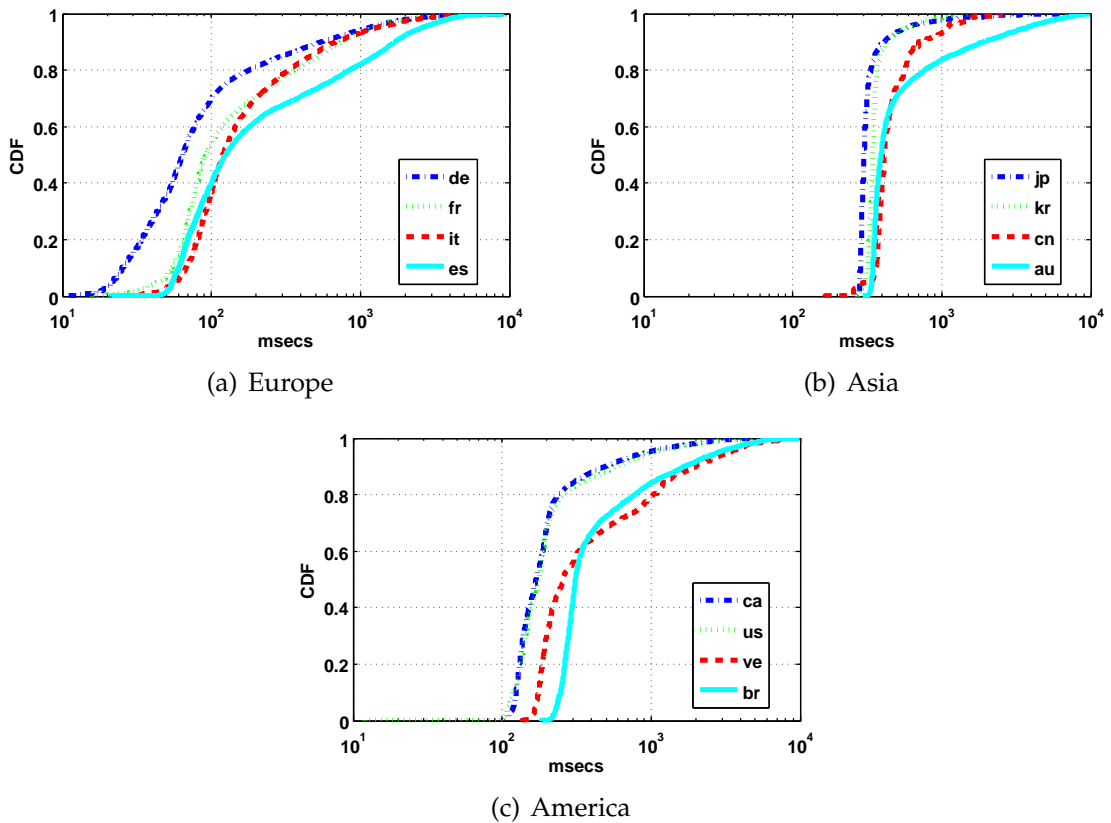 1
0.8
0.6
0.4
0.2
0
CDF
10^1
10^2
10^3
10^4
msecs
de
fr
it
es
(a) Europe
1
0.8
0.6
0.4
0.2
0
CDF
10^1
10^2
10^3
10^4
msecs
jp
kr
cn
au
(b) Asia
1
0.8
0.6
0.4
0.2
0
CDF
10^1
10^2
10^3
10^4
msecs
ca
us
ve
br
(c) America